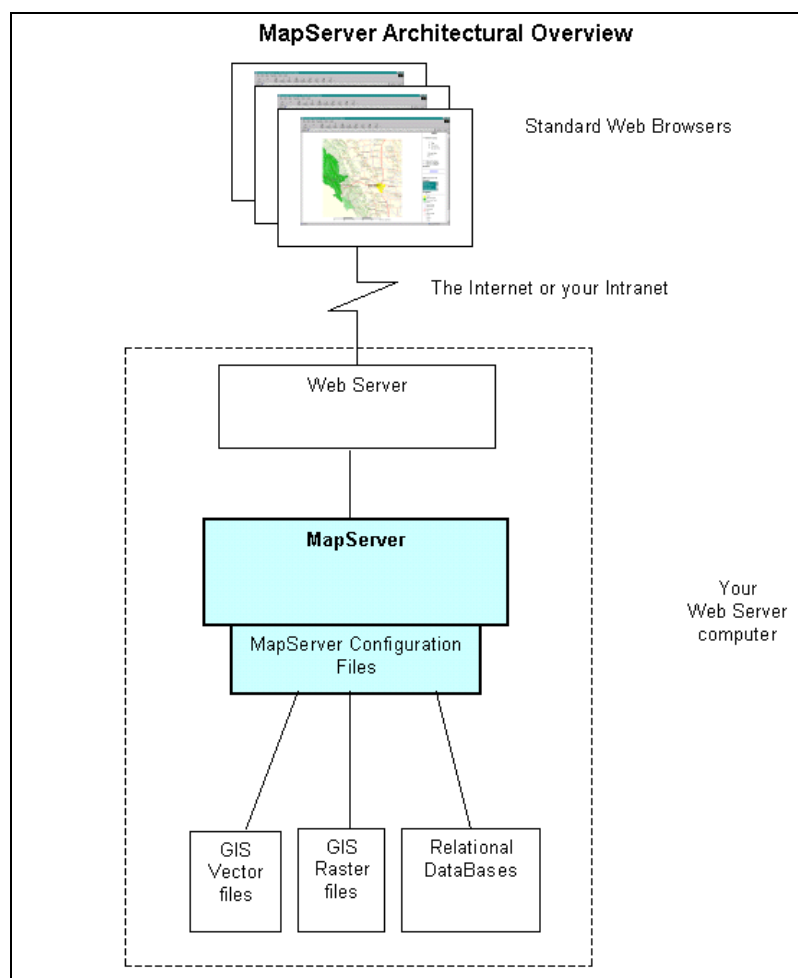 MapServer Architectural Overview
Standard Web Browsers
The Internet or your Intranet
Web Server
MapServer
MapServer Configuration
Files
Your
Web Server
computer
GIS
Vector
files
GIS
Raster
files
Relational
DataBases